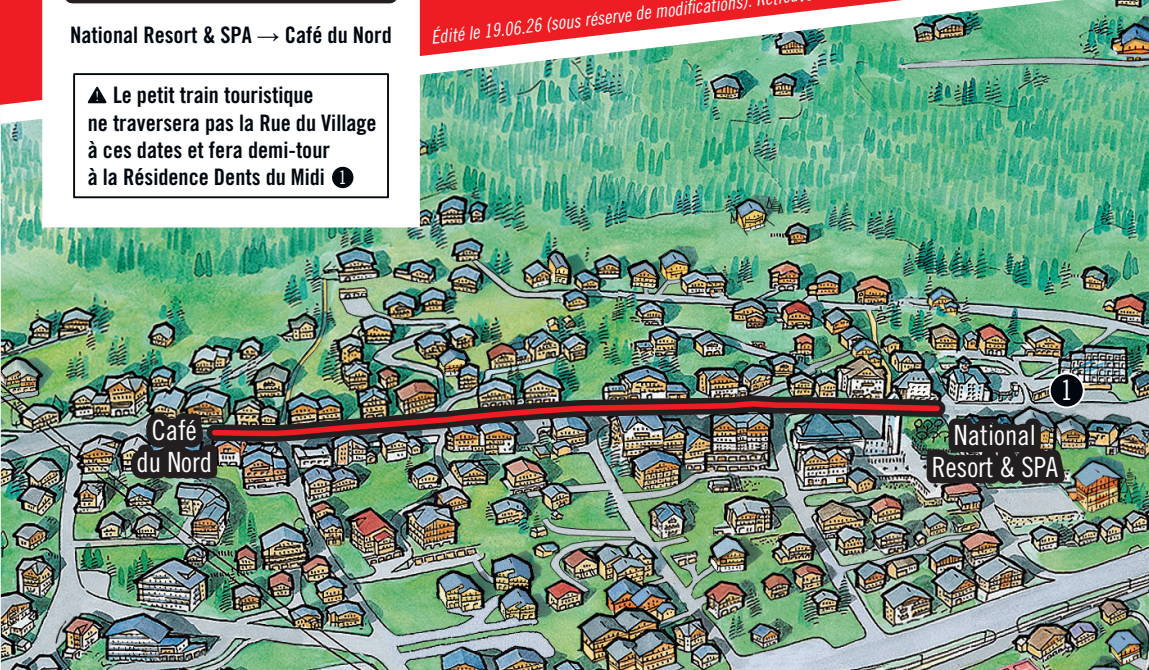 Édité le 19.06.26 (sous réserve de modifications).
National Resort & SPA → Café du Nord
⚠ Le petit train touristique
ne traversera pas la Rue du Village
à ces dates et fera demi-tour
à la Résidence Dents du Midi ❶
1
Café
du Nord
National
Resort & SPA